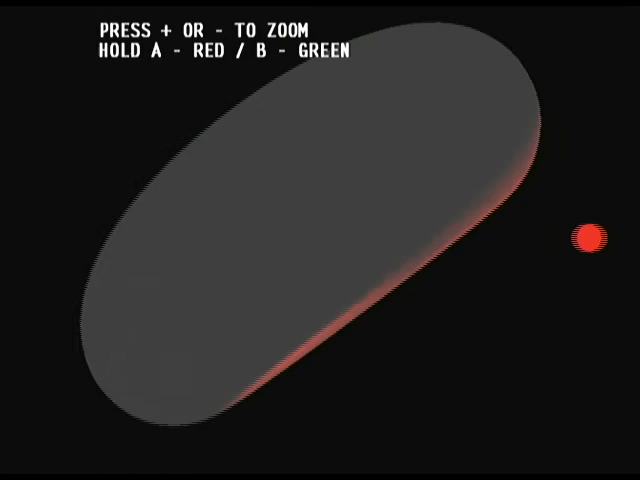 PRESS + OR - TO ZOOM
HOLD A - RED / B - GREEN